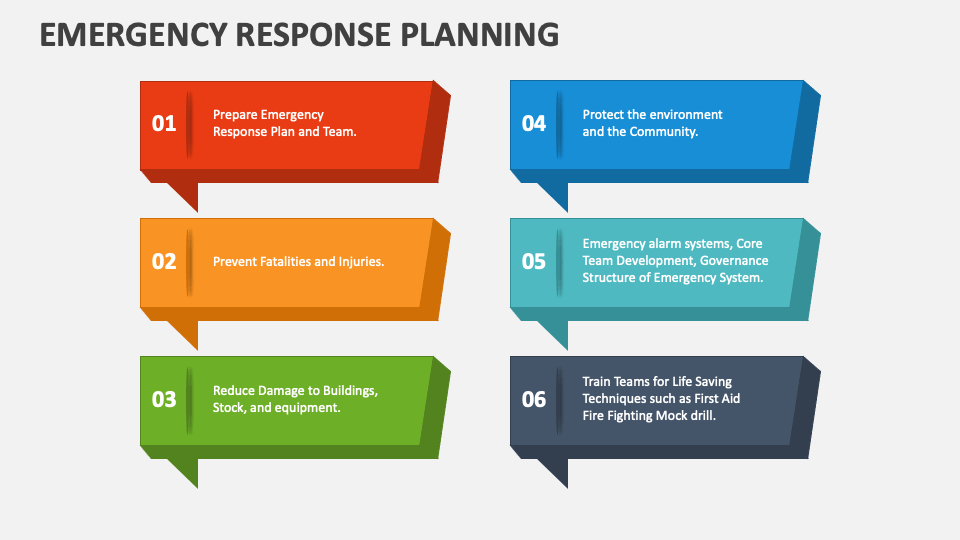 EMERGENCY RESPONSE PLANNING
01
Prepare Emergency
Response Plan and Team.
02
Prevent Fatalities and Injuries.
03
Reduce Damage to Buildings,
Stock, and equipment.
04
Protect the environment
and the Community.
05
Emergency alarm systems, Core
Team Development, Governance
Structure of Emergency System.
06
Train Teams for Life Saving
Techniques such as First Aid
Fire Fighting Mock drill.